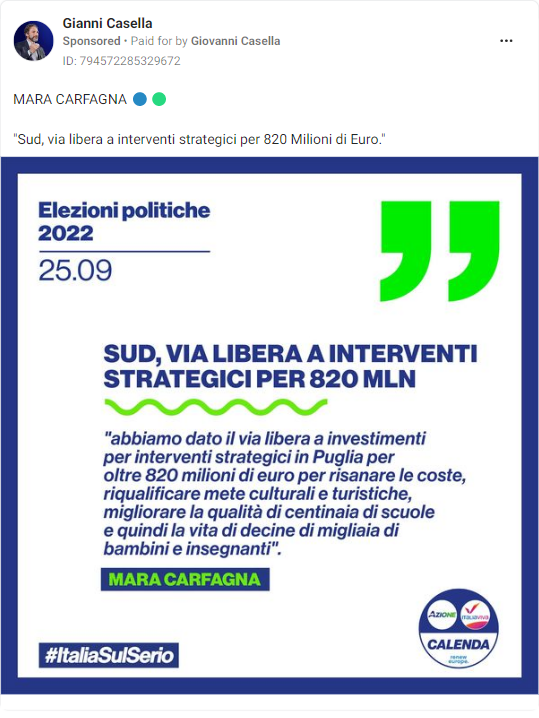 Gianni Casella
Sponsored • Paid for by Giovanni Casella
ID: 794572285329672
MARA CARFAGNA
"Sud, via libera a interventi strategici per 820 Milioni di Euro."
Elezioni politiche
2022
25.09
SUD, VIA LIBERA A INTERVENTI
STRATEGICI PER 820 MLN
"abbiamo dato il via libera a investimenti
per interventi strategici in Puglia per
oltre 820 milioni di euro per risanare le coste,
riqualificare mete culturali e turistiche,
migliorare la qualità di centinaia di scuole
e quindi la vita di decine di migliaia di
bambini e insegnanti".
MARA CARFAGNA
AZIONE
ITALIAVIVA
CALENDA
renew
europe.
#ItaliaSulSerio